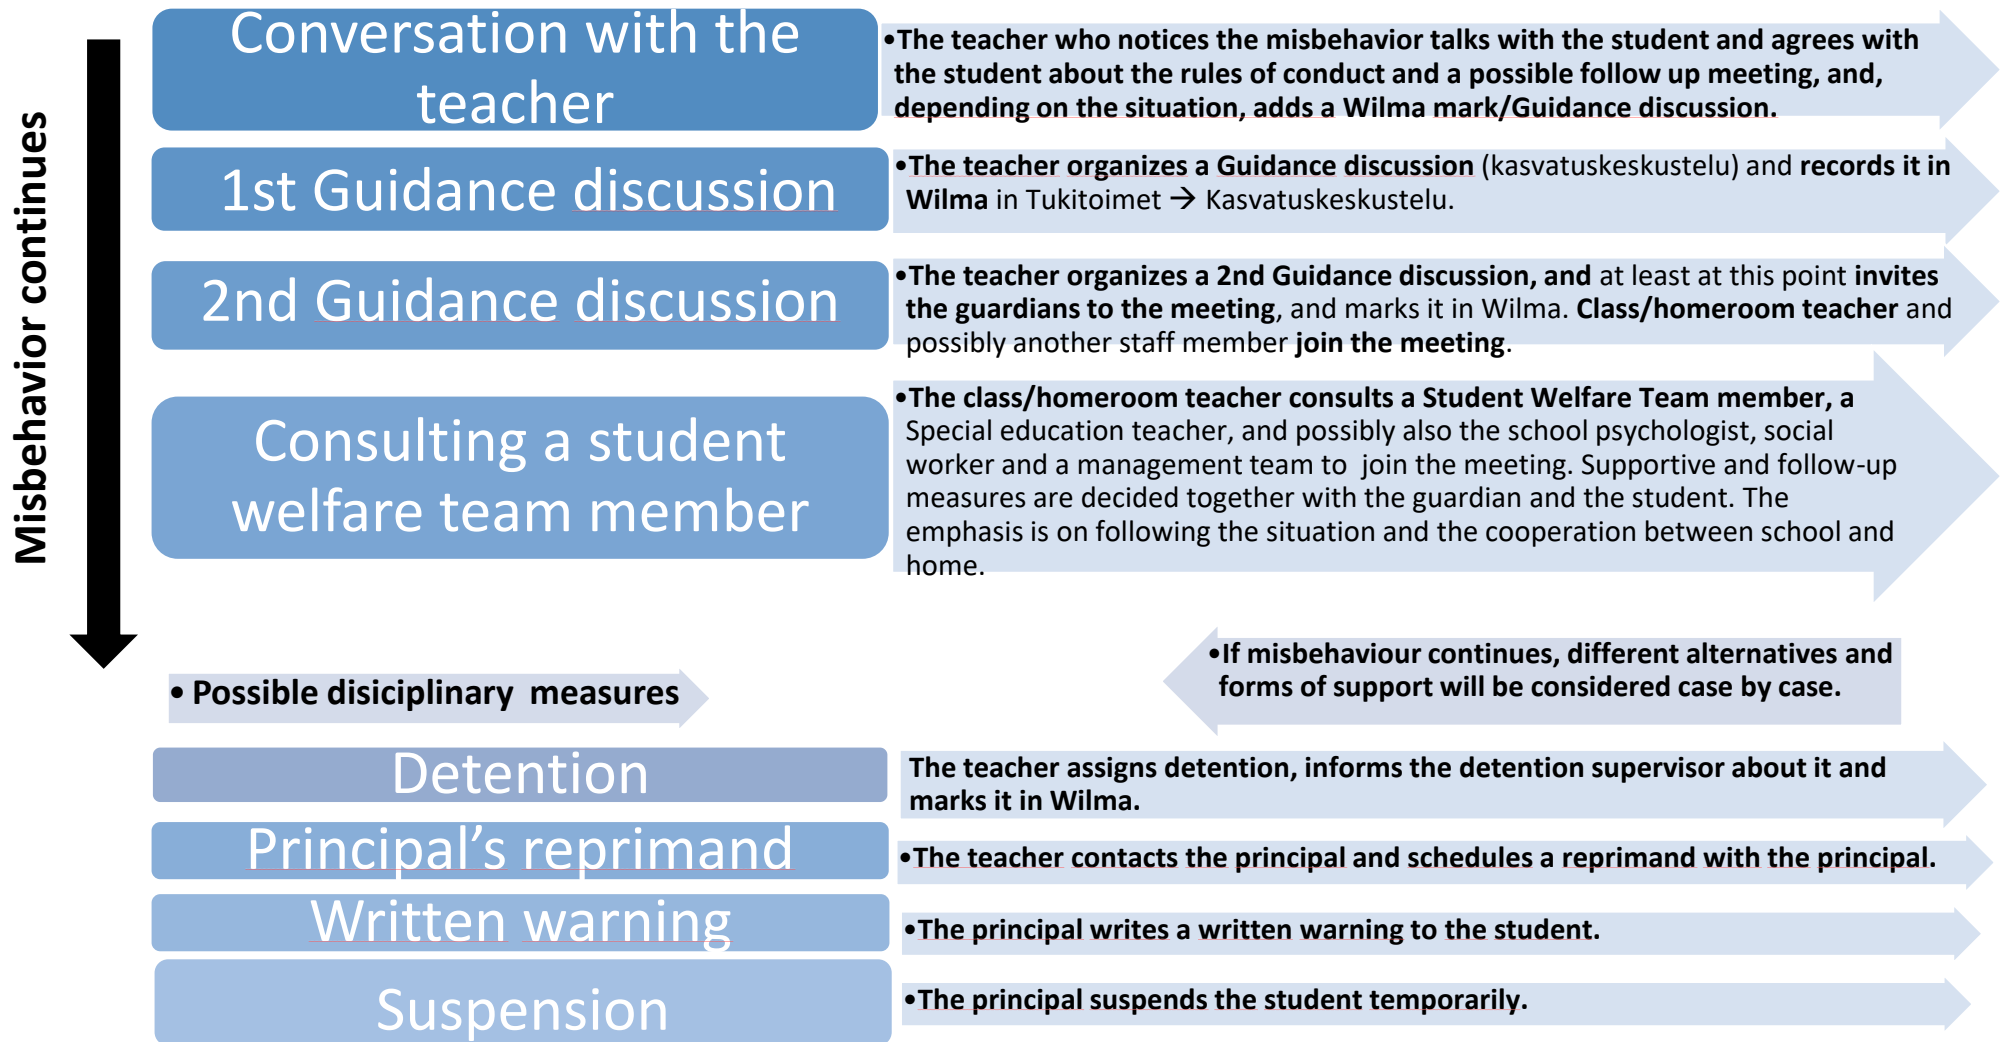 Misbehavior continues
Conversation with the
teacher
•The teacher who notices the misbehavior talks with the student and agrees with
the student about the rules of conduct and a possible follow up meeting, and,
depending on the situation, adds a Wilma mark/Guidance discussion.
1st Guidance discussion
•The teacher organizes a Guidance discussion (kasvatuskeskustelu) and records it in
Wilma in Tukitoimet → Kasvatuskeskustelu.
2nd Guidance discussion
•The teacher organizes a 2nd Guidance discussion, and at least at this point invites
the guardians to the meeting, and marks it in Wilma. Class/homeroom teacher and
possibly another staff member join the meeting.
Consulting a student
welfare team member
•The class/homeroom teacher consults a Student Welfare Team member, a
Special education teacher, and possibly also the school psychologist, social
worker and a management team to  join the meeting. Supportive and follow-up
measures are decided together with the guardian and the student. The
emphasis is on following the situation and the cooperation between school and
home.
• Possible disiciplinary  measures
•If misbehaviour continues, different alternatives and
forms of support will be considered case by case.
Detention
The teacher assigns detention, informs the detention supervisor about it and
marks it in Wilma.
Principal’s reprimand
•The teacher contacts the principal and schedules a reprimand with the principal.
Written warning
•The principal writes a written warning to the student.
Suspension
•The principal suspends the student temporarily.